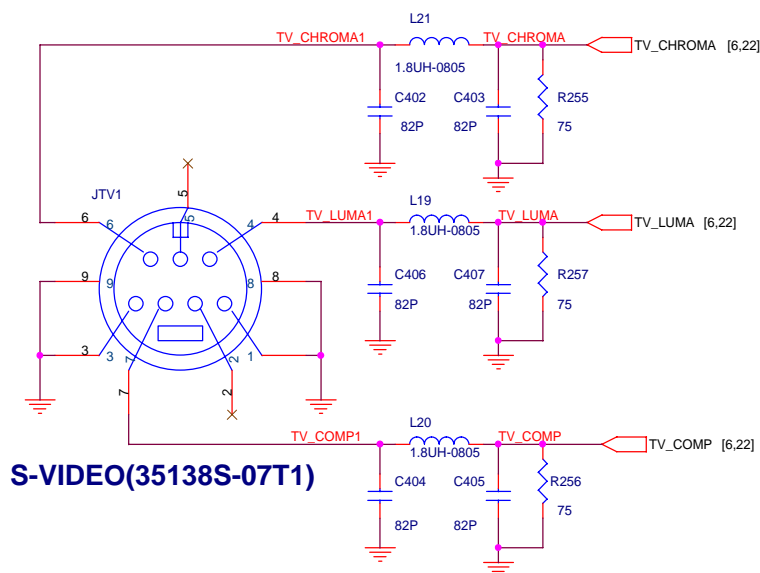 L21
TV_CHROMA1
TV_CHROMA
TV_CHROMA [6,22]
1.8UH-0805
C402
C403
R255
82P
82P
75
JTV1
5
5
6
6
4
4
L19
TV_LUMA1
TV_LUMA
TV_LUMA [6,22]
1.8UH-0805
9
9
8
8
C406
C407
R257
82P
82P
75
3
3
7
2
1
7
2
L20
TV_COMP1
TV_COMP
TV_COMP [6,22]
1.8UH-0805
S-VIDEO(35138S-07T1)
C404
C405
R256
82P
82P
75